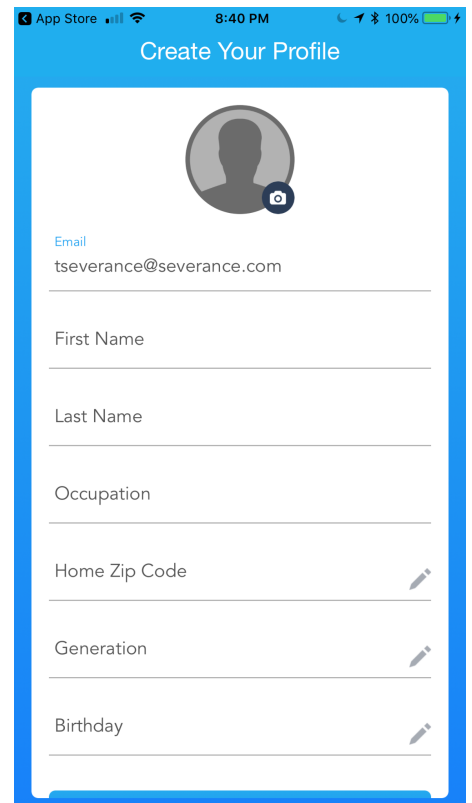 App Store 8:40 PM 100%
Create Your Profile
Email
tseverance@severance.com
First Name
Last Name
Occupation
Home Zip Code
Generation
Birthday